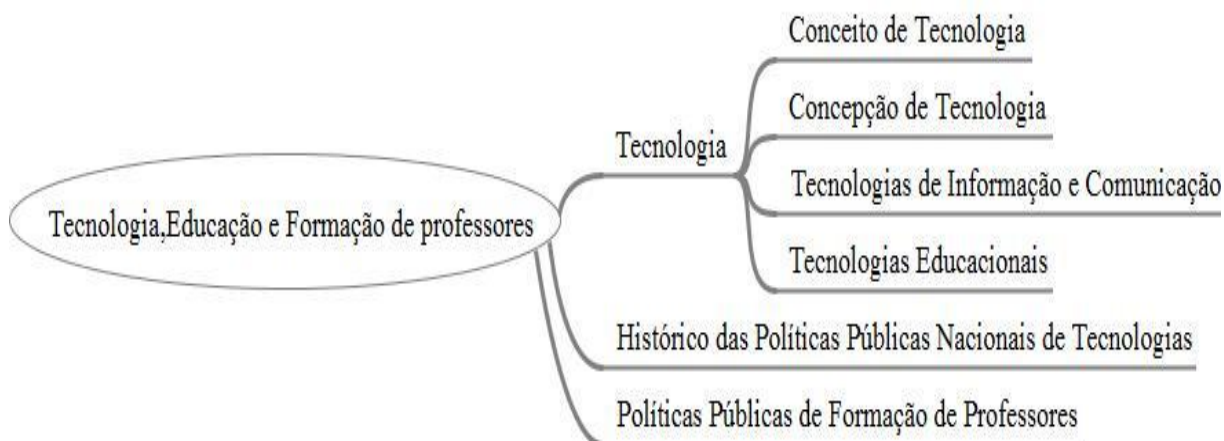 Conceito de Tecnologia
Concepção de Tecnologia
Tecnologia
Tecnologias de Informação e Comunicação
Tecnologia,Educação e Formação de professores
Tecnologias Educacionais
Histórico das Políticas Públicas Nacionais de Tecnologias
Políticas Públicas de Formação de Professores